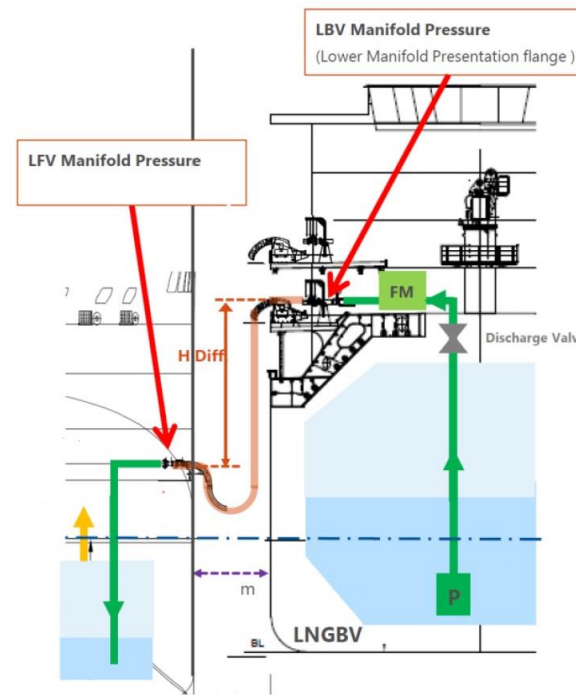 LBV Manifold Pressure
(Lower Manifold Presentation flange )
LFV Manifold Pressure
FM
Discharge Valv
H Diff
P
m
LNGBV
BL